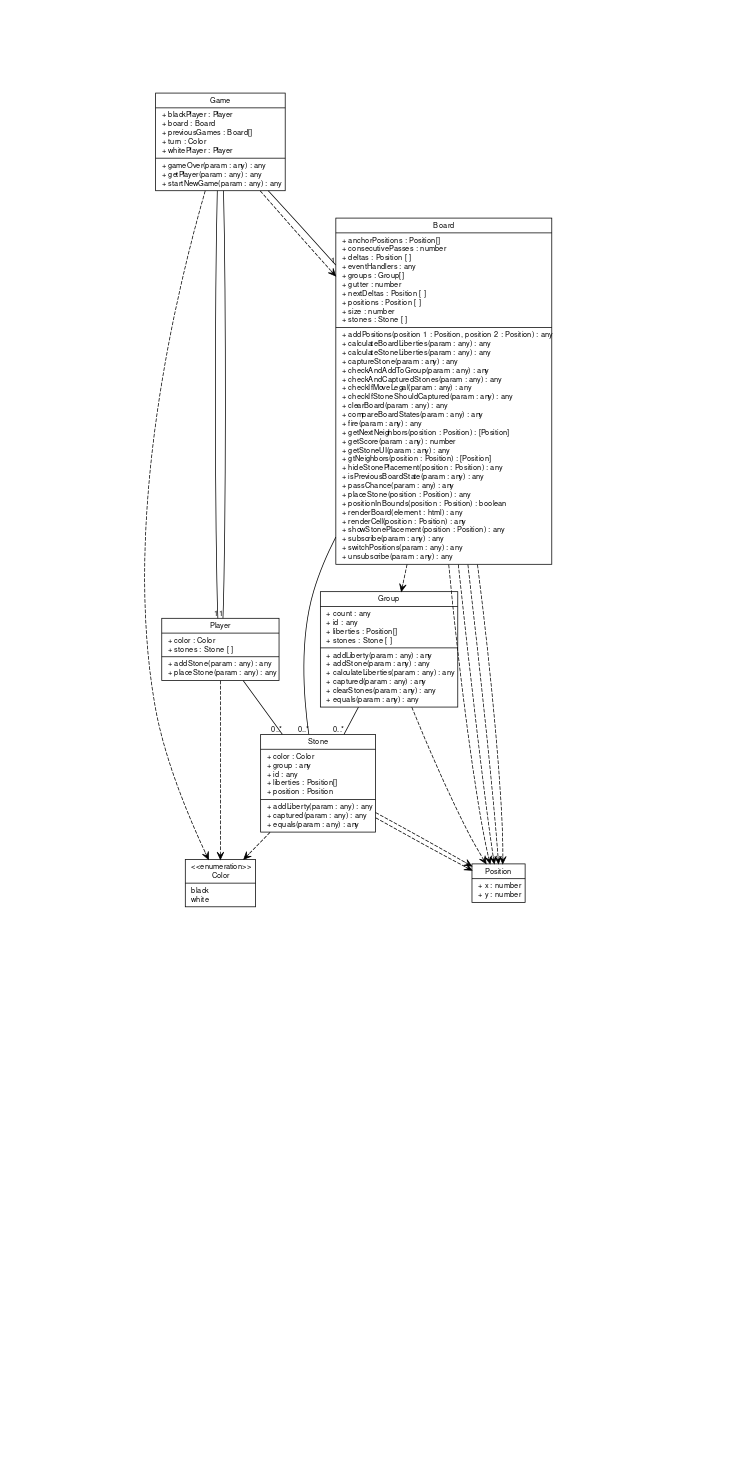 Game
+ blackPlayer : Player
+ board : Board
+ previousGames : Board[]
+ turn : Color
+ whitePlayer : Player
+ gameOver(param : any) : any
+ getPlayer(param : any) : any
+ startNewGame(param : any) : any
Board
+ anchorPositions : Position[]
+ consecutivePasses : number
+ deltas : Position [ ]
+ eventHandlers : any
+ groups : Group[]
+ gutter : number
+ nextDeltas : Position [ ]
+ positions : Position [ ]
+ size : number
+ stones : Stone [ ]
+ addPositions(position 1 : Position, position 2 : Position) : any
+ calculateBoardLiberties(param : any) : any
+ calculateStoneLiberties(param : any) : any
+ captureStone(param : any) : any
+ checkAndAddToGroup(param : any) : any
+ checkAndCapturedStones(param : any) : any
+ checkIfMoveLegal(param : any) : any
+ checkIfStoneShouldCaptured(param : any) : any
+ clearBoard(param : any) : any
+ compareBoardStates(param : any) : any
+ fire(param : any) : any
+ getNextNeighbors(position : Position) : [Position]
+ getScore(param : any) : number
+ getStoneUI(param : any) : any
+ gtNeighbors(position : Position) : [Position]
+ hideStonePlacement(position : Position) : any
+ isPreviousBoardState(param : any) : any
+ passChance(param : any) : any
+ placeStone(position : Position) : any
+ positionInBounds(position : Position) : boolean
+ renderBoard(element : html) : any
+ renderCell(position : Position) : any
+ showStonePlacement(position : Position) : any
+ subscribe(param : any) : any
+ switchPositions(param : any) : any
+ unsubscribe(param : any) : any
1
1 1
Group
+ count : any
+ id : any
+ liberties : Position[]
+ stones : Stone [ ]
+ addLiberty(param : any) : any
+ addStone(param : any) : any
+ calculateLiberties(param : any) : any
+ captured(param : any) : any
+ clearStones(param : any) : any
+ equals(param : any) : any
Player
+ color : Color
+ stones : Stone [ ]
+ addStone(param : any) : any
+ placeStone(param : any) : any
0..* 0..* 0..*
Stone
+ color : Color
+ group : any
+ id : any
+ liberties : Position[]
+ position : Position
+ addLiberty(param : any) : any
+ captured(param : any) : any
+ equals(param : any) : any
<<enumeration>>
Color
black
white
Position
+ x : number
+ y : number